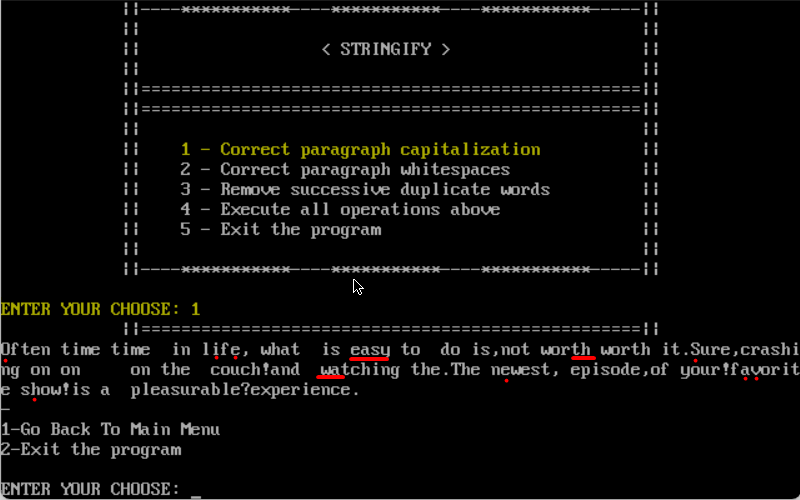 ||----***********----***********----***********----||
|| < STRINGIFY > ||
||==================================================||
||==================================================||
|| 1 - Correct paragraph capitalization ||
|| 2 - Correct paragraph whitespaces ||
|| 3 - Remove successive duplicate words ||
|| 4 - Execute all operations above ||
|| 5 - Exit the program ||
||----***********----***********----***********----||
ENTER YOUR CHOOSE: 1
||==================================================||
Often time time  in life, what  is easy to  do is,not worth worth it.Sure,crashi
ng on on     on the  couch!and  watching the.The newest, episode,of your!favorit
e show!is a  pleasurable?experience.
-
1-Go Back To Main Menu
2-Exit the program
ENTER YOUR CHOOSE: _